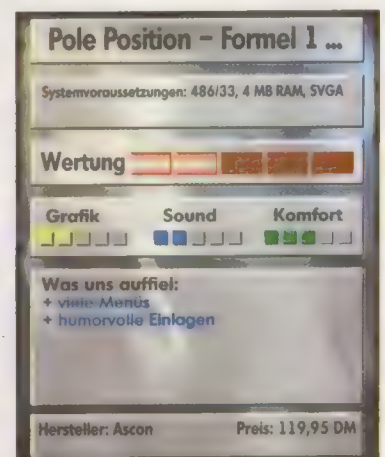 Pole Position – Formel 1 ...
Systemvoraussetzungen: 486/33, 4 MB RAM, SVGA
Wertung
Grafik Sound Komfort
Was uns auffiel:
+ viele Menüs
+ humorvolle Einlagen
Hersteller: Ascon Preis: 119,95 DM